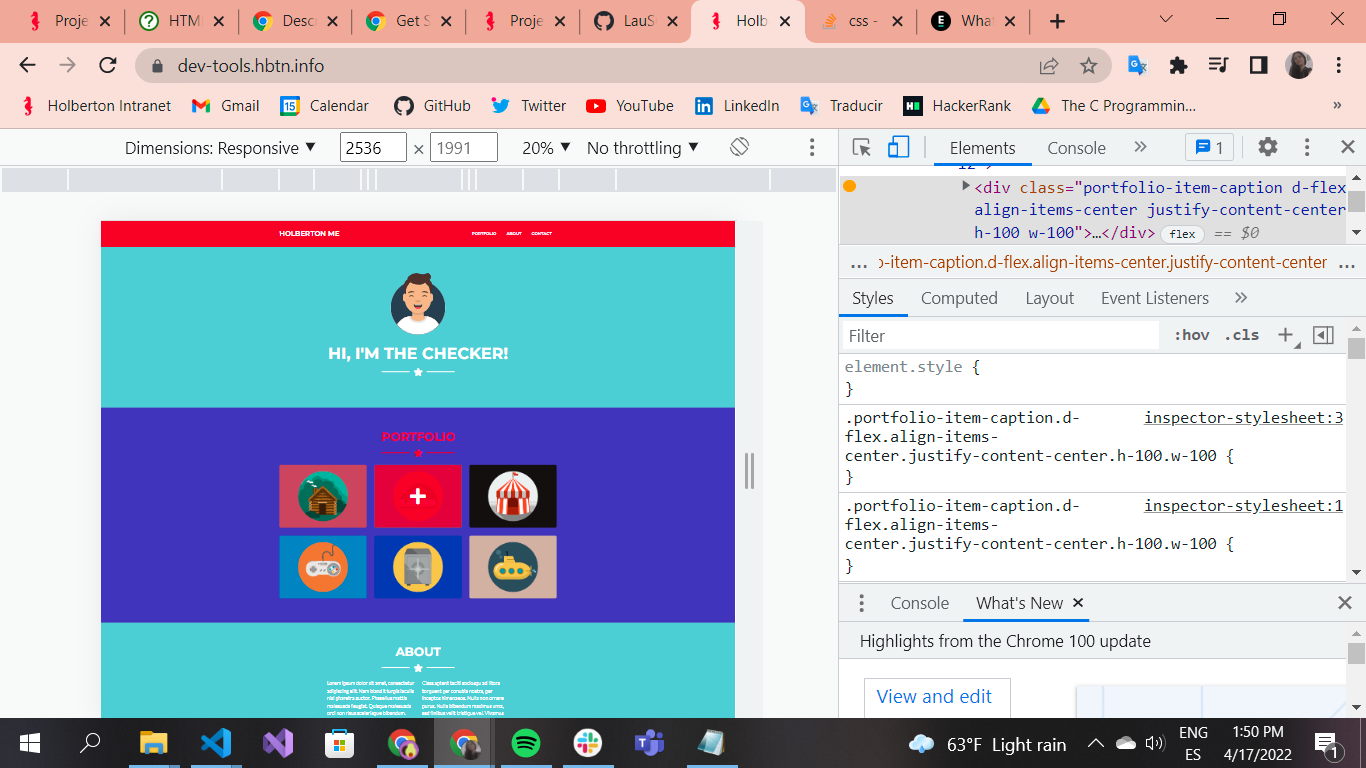 Proje
HTM
Desc
Get S
Proje
LauS
Holb
css -
What
dev-tools.hbtn.info
Holberton Intranet
Gmail
Calendar
GitHub
Twitter
YouTube
LinkedIn
Traducir
HackerRank
The C Programmin...
»
Dimensions: Responsive ▼
2536 × 1991
20% ▼
No throttling ▼
Elements
Console
»
1
<div class="portfolio-item-caption d-flex
align-items-center justify-content-center
h-100 w-100">…</div> flex == $0
... o-item-caption.d-flex.align-items-center.justify-content-center ...
Styles
Computed
Layout
Event Listeners
»
Filter
:hov .cls +
element.style {
}
.portfolio-item-caption.d- inspector-stylesheet:3
flex.align-items-
center.justify-content-center.h-100.w-100 {
}
.portfolio-item-caption.d- inspector-stylesheet:1
flex.align-items-
center.justify-content-center.h-100.w-100 {
}
Console
What's New ×
Highlights from the Chrome 100 update
View and edit
HOLBERTON ME
PORTFOLIO ABOUT CONTACT
HI, I'M THE CHECKER!
PORTFOLIO
ABOUT
63°F Light rain
ENG
ES
1:50 PM
4/17/2022
1